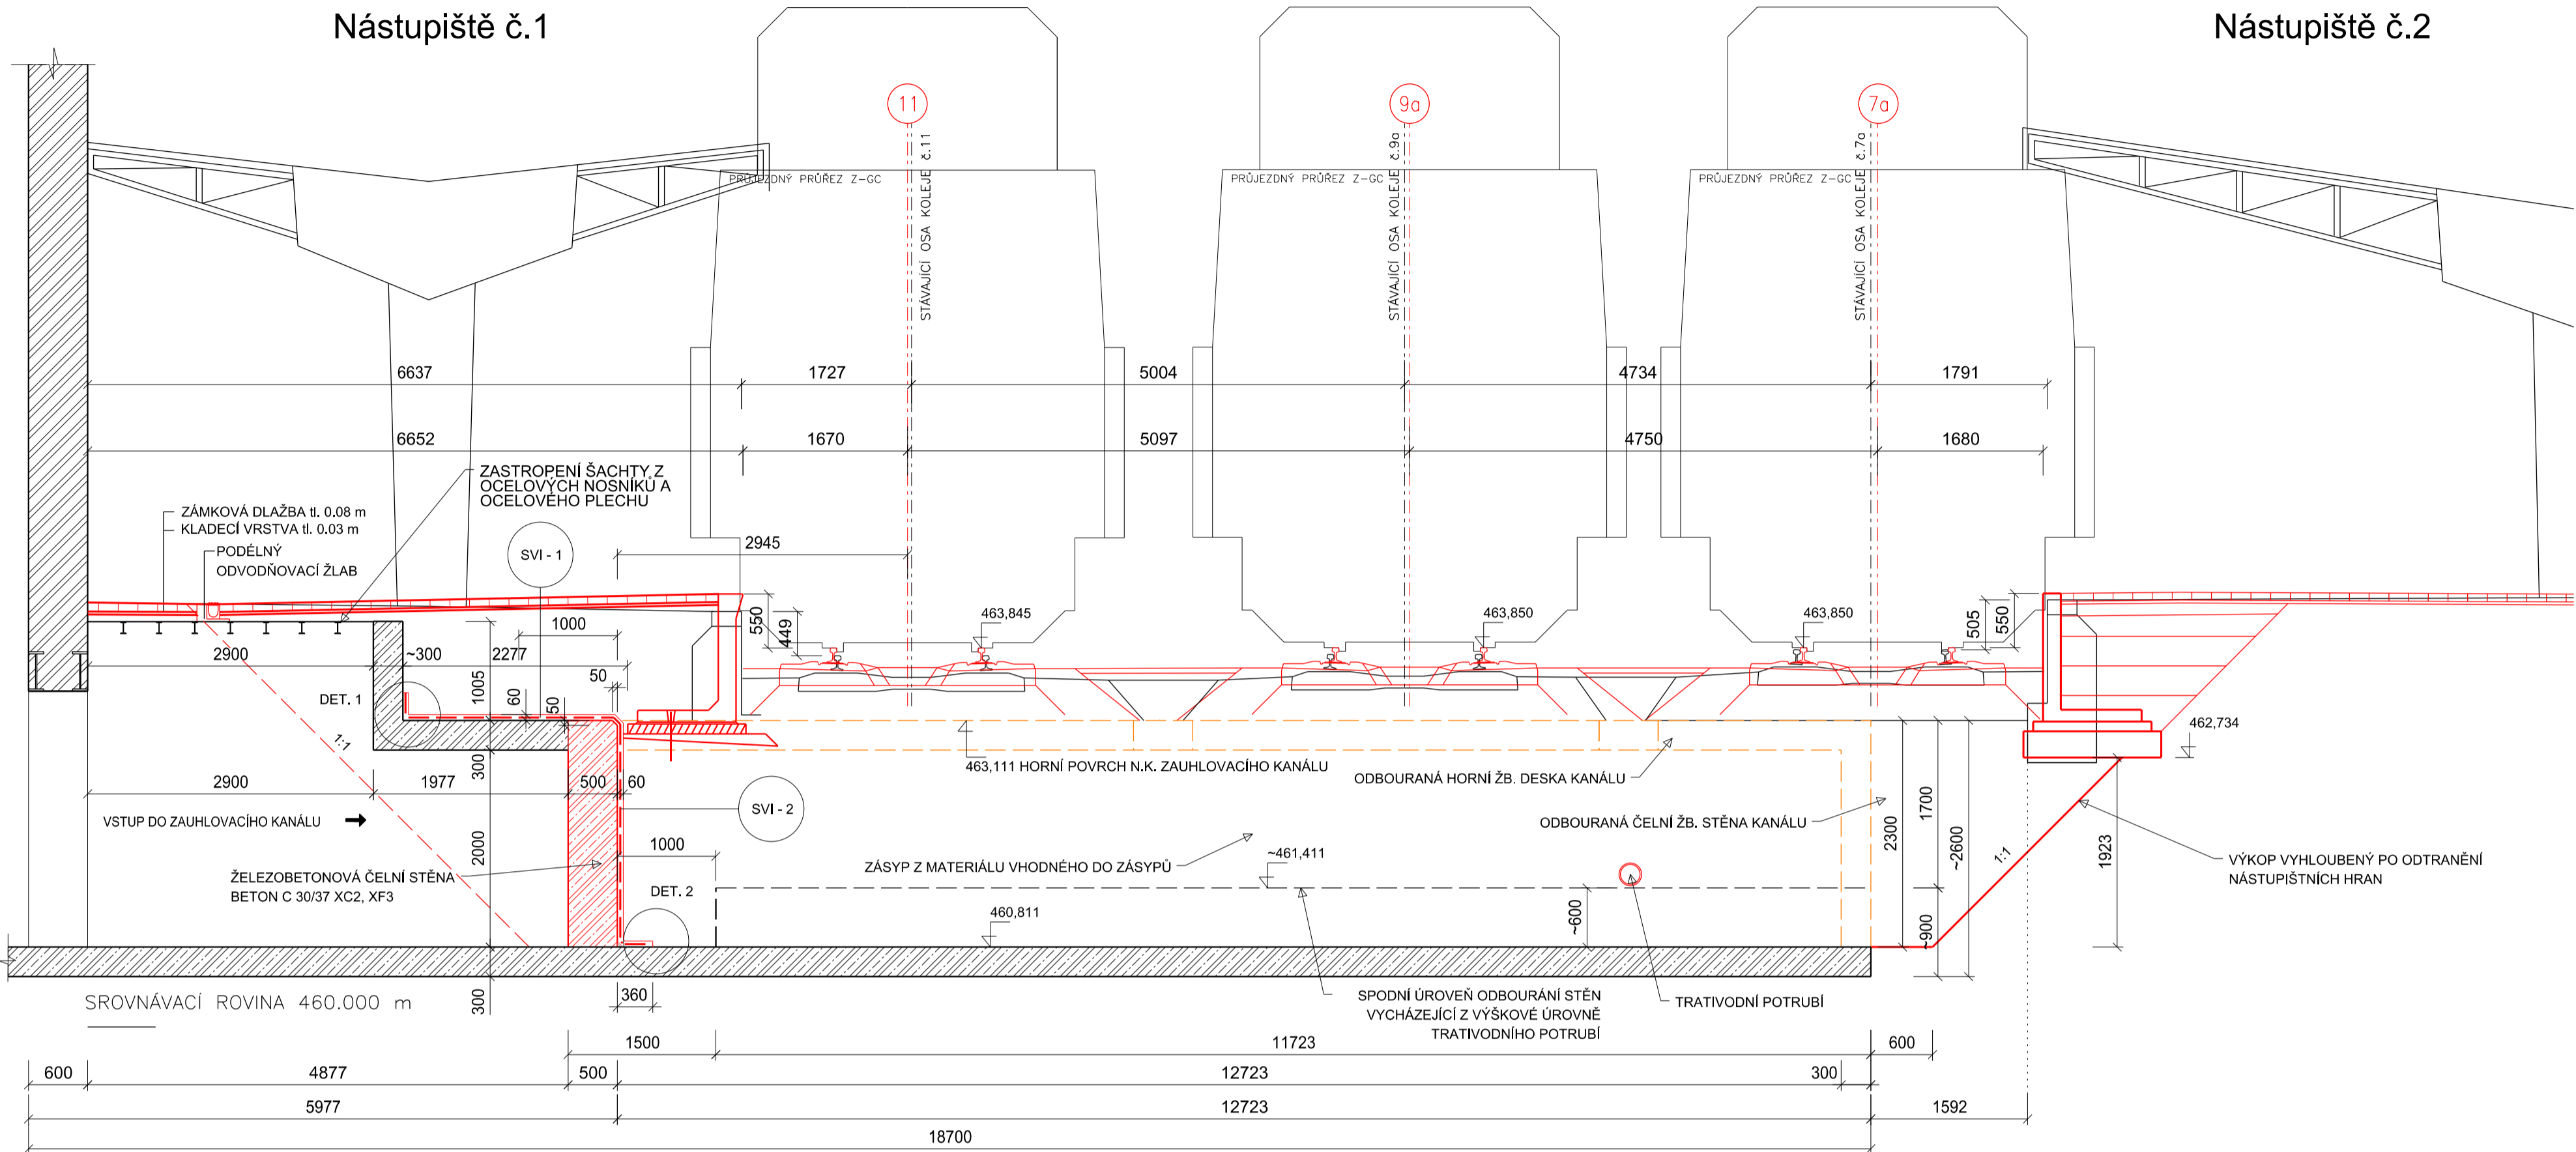 Nástupiště č.1
Nástupiště č.2
11
9a
7a
STÁVAJÍCÍ OSA KOLEJE č.11
STÁVAJÍCÍ OSA KOLEJE č.9a
STÁVAJÍCÍ OSA KOLEJE č.7a
PRŮJEZDNÝ PRŮŘEZ Z-GC
PRŮJEZDNÝ PRŮŘEZ Z-GC
PRŮJEZDNÝ PRŮŘEZ Z-GC
6637
1727
5004
4734
1791
6652
1670
5097
4750
1680
ZASTROPENÍ ŠACHTY Z
OCELOVÝCH NOSNÍKŮ A
OCELOVÉHO PLECHU
ZÁMKOVÁ DLAŽBA tl. 0.08 m
KLADECÍ VRSTVA tl. 0.03 m
PODÉLNÝ
ODVODŇOVACÍ ŽLAB
SVI - 1
2945
1000
550
449
463,845
463,850
463,850
505
550
2900
~300
2277
50
DET. 1
1005
60
50
462,734
1:1
300
463,111 HORNÍ POVRCH N.K. ZAUHLOVACÍHO KANÁLU
ODBOURANÁ HORNÍ ŽB. DESKA KANÁLU
2900
1977
500
60
SVI - 2
VSTUP DO ZAUHLOVACÍHO KANÁLU
ODBOURANÁ ČELNÍ ŽB. STĚNA KANÁLU
1700
2300
~2600
1923
1:1
2000
1000
ZÁSYP Z MATERIÁLU VHODNÉHO DO ZÁSYPŮ
~461,411
VÝKOP VYHLOUBENÝ PO ODTRANĚNÍ
NÁSTUPIŠTNÍCH HRAN
ŽELEZOBETONOVÁ ČELNÍ STĚNA
BETON C 30/37 XC2, XF3
DET. 2
460,811
~600
~900
SROVNÁVACÍ ROVINA 460.000 m
300
360
SPODNÍ ÚROVEŇ ODBOURÁNÍ STĚN
VYCHÁZEJÍCÍ Z VÝŠKOVÉ ÚROVNĚ
TRATIVODNÍHO POTRUBÍ
TRATIVODNÍ POTRUBÍ
1500
11723
600
600
4877
500
12723
300
5977
12723
1592
18700